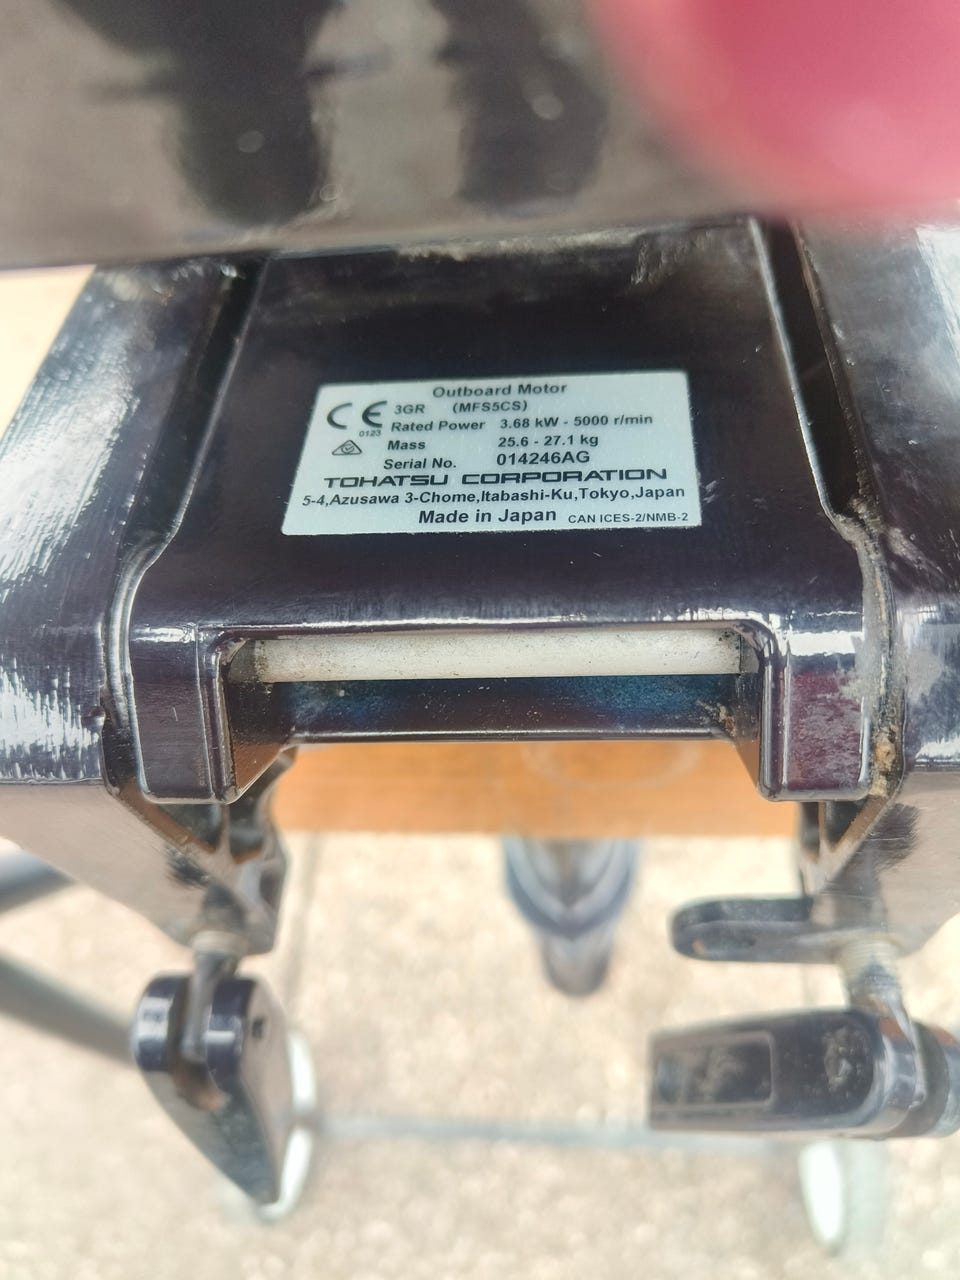 Outboard Motor
CE 3GR (MFS5CS)
0123
Rated Power 3.68 kW - 5000 r/min
Mass 25.6 - 27.1 kg
Serial No. 014246AG
TOHATSU CORPORATION
5-4,Azusawa 3-Chome,Itabashi-Ku,Tokyo,Japan
Made in Japan CAN ICES-2/NMB-2